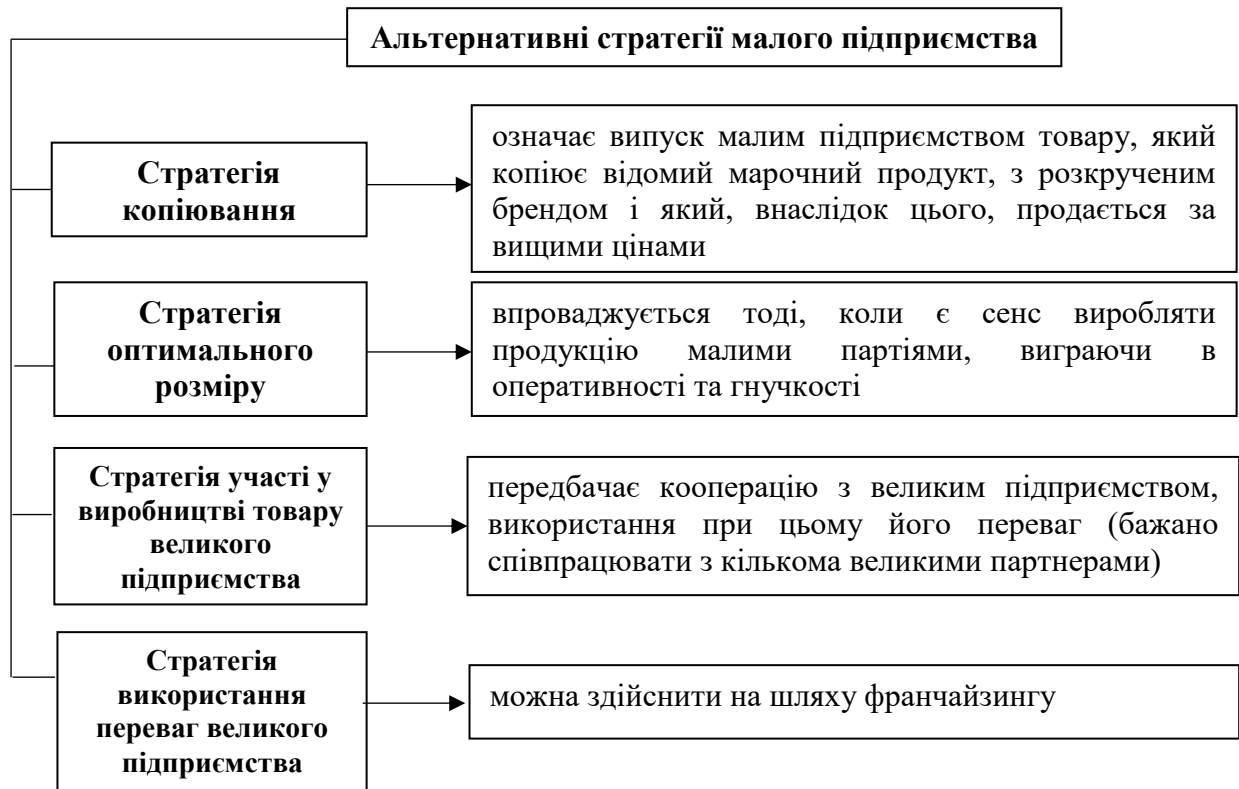 Альтернативні стратегії малого підприємства
Стратегія
копіювання
означає випуск малим підприємством товару, який
копіює відомий марочний продукт, з розкрученим
брендом і який, внаслідок цього, продається за
вищими цінами
Стратегія
оптимального
розміру
впроваджується тоді, коли є сенс виробляти
продукцію малими партіями, виграючи в
оперативності та гнучкості
Стратегія участі у
виробництві товару
великого
підприємства
передбачає кооперацію з великим підприємством,
використання при цьому його переваг (бажано
співпрацювати з кількома великими партнерами)
Стратегія
використання
переваг великого
підприємства
можна здійснити на шляху франчайзингу